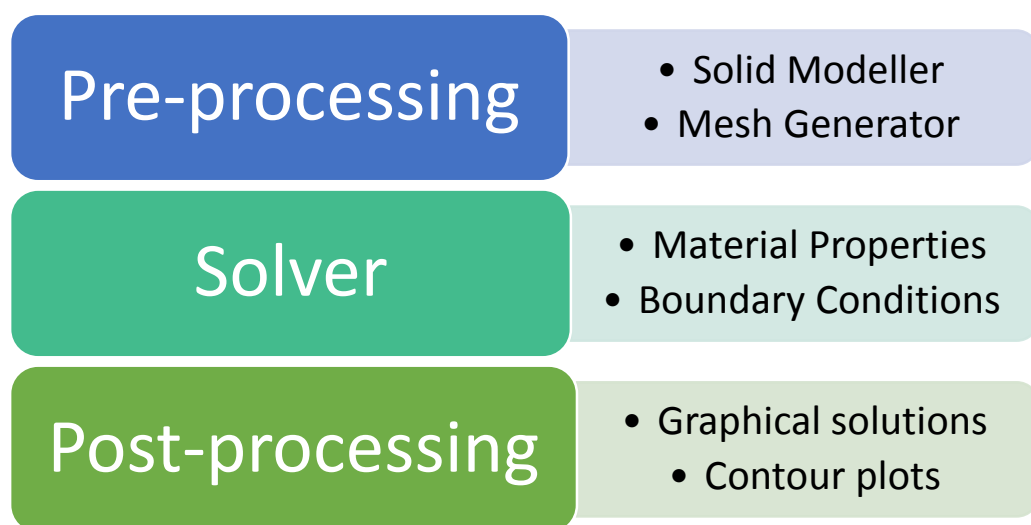 Pre-processing
• Solid Modeller
• Mesh Generator
Solver
• Material Properties
• Boundary Conditions
Post-processing
• Graphical solutions
• Contour plots